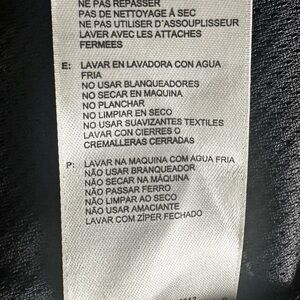 NE PAS REPASSER
PAS DE NETTOYAGE À SEC
NE PAS UTILISER D'ASSOUPLISSEUR
LAVER AVEC LES ATTACHES
FERMEES
E: LAVAR EN LAVADORA CON AGUA
FRIA
NO USAR BLANQUEADORES
NO SECAR EN MAQUINA
NO PLANCHAR
NO LIMPIAR EN SECO
NO USAR SUAVIZANTES TEXTILES
LAVAR CON CIERRES O
CREMALLERAS CERRADAS
P: LAVAR NA MAQUINA COM AGUA FRIA
NÃO USAR BRANQUEADOR
NÃO SECAR NA MÁQUINA
NÃO PASSAR FERRO
NÃO LIMPAR AO SECO
NÃO USAR AMACIANTE
LAVAR COM ZÍPER FECHADO